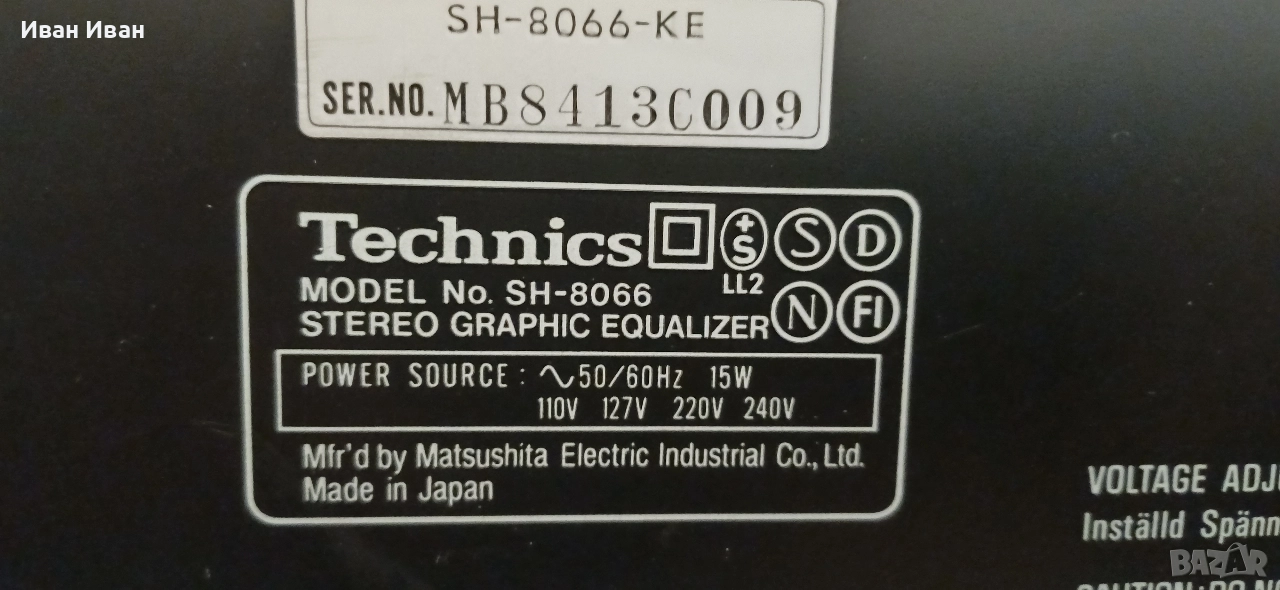 Иван Иван
SH-8066-KE
SER.NO. MB8413C009
Technics
S
LL2
S D
MODEL No. SH-8066
STEREO GRAPHIC EQUALIZER
N FI
POWER SOURCE : 50/60Hz 15W
110V 127V 220V 240V
Mfr'd by Matsushita Electric Industrial Co., Ltd.
Made in Japan
VOLTAGE
Inställd
BAZAR